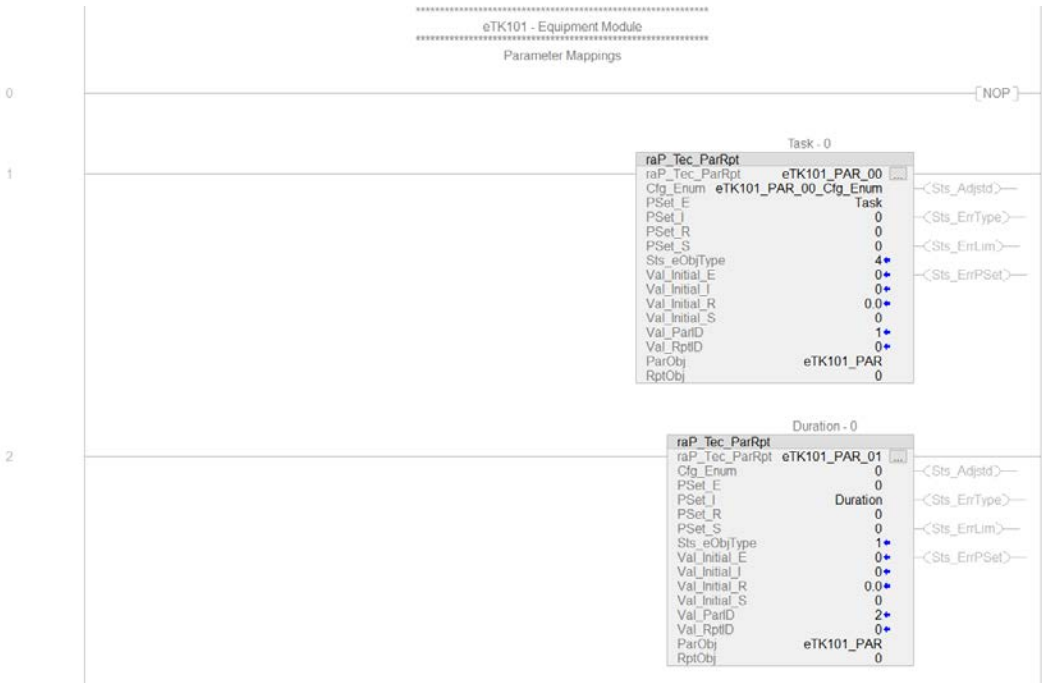 ************************************************************
eTK101 - Equipment Module
************************************************************
Parameter Mappings
0
NOP
Task - 0
1
raP_Tec_ParRpt
raP_Tec_ParRpt eTK101_PAR_00 ...
Cfg_Enum eTK101_PAR_00_Cfg_Enum
Sts_Adjstd
PSet_E Task
PSet_I 0
Sts_ErrType
PSet_R 0
PSet_S 0
Sts_ErrLim
Sts_eObjType 4
Val_Initial_E 0
Sts_ErrPSet
Val_Initial_I 0
Val_Initial_R 0.0
Val_Initial_S 0
Val_ParID 1
Val_RptID 0
ParObj eTK101_PAR
RptObj 0
Duration - 0
2
raP_Tec_ParRpt
raP_Tec_ParRpt eTK101_PAR_01 ...
Cfg_Enum 0
Sts_Adjstd
PSet_E 0
PSet_I Duration
Sts_ErrType
PSet_R 0
PSet_S 0
Sts_ErrLim
Sts_eObjType 1
Val_Initial_E 0
Sts_ErrPSet
Val_Initial_I 0
Val_Initial_R 0.0
Val_Initial_S 0
Val_ParID 2
Val_RptID 0
ParObj eTK101_PAR
RptObj 0